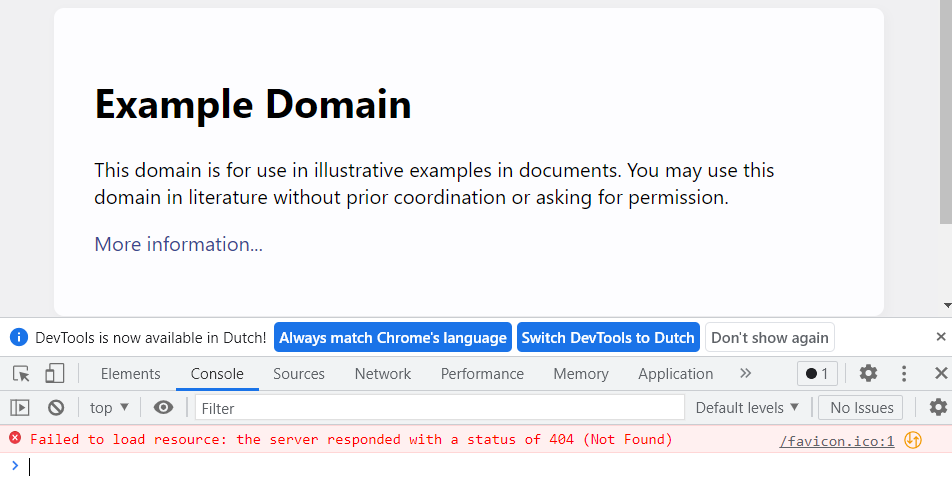 Example Domain
This domain is for use in illustrative examples in documents. You may use this
domain in literature without prior coordination or asking for permission.
More information...
DevTools is now available in Dutch! Always match Chrome's language Switch DevTools to Dutch Don't show again
Elements Console Sources Network Performance Memory Application 1
top Filter Default levels No Issues
Failed to load resource: the server responded with a status of 404 (Not Found) /favicon.ico:1